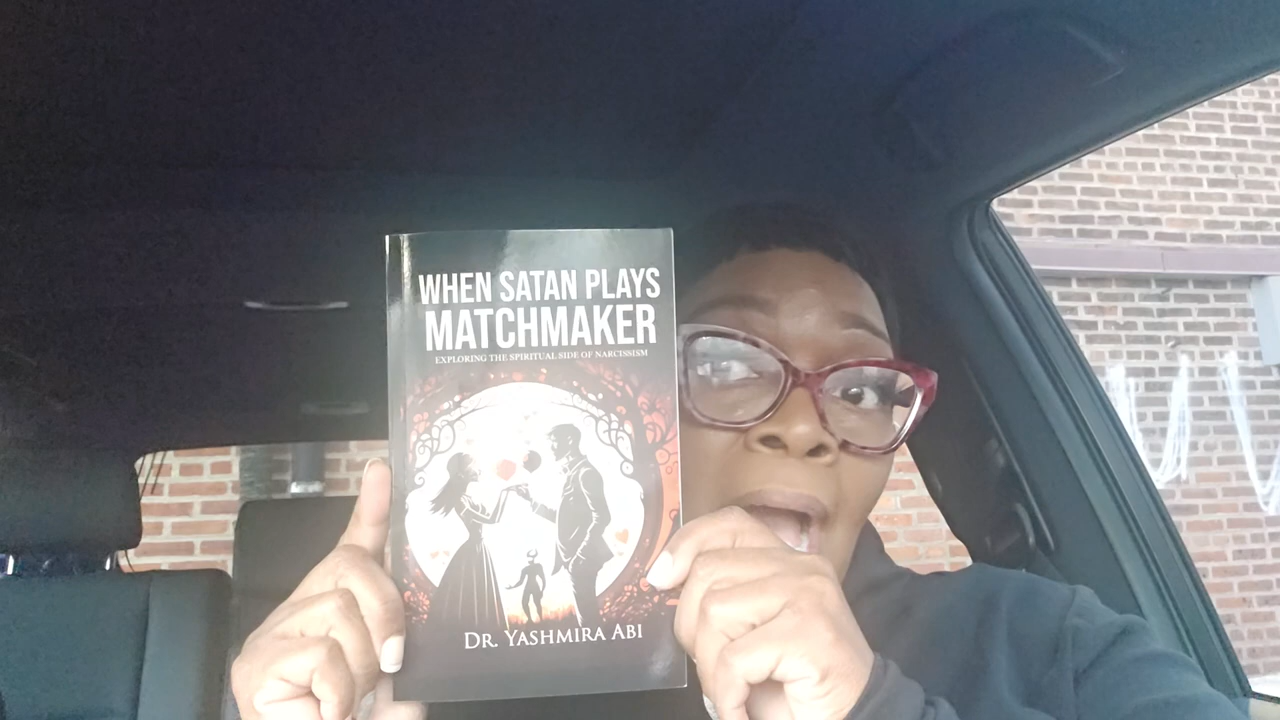 WHEN SATAN PLAYS
MATCHMAKER
EXPLORING THE SPIRITUAL SIDE OF NARCISSISM
DR. YASHMIRA ABI